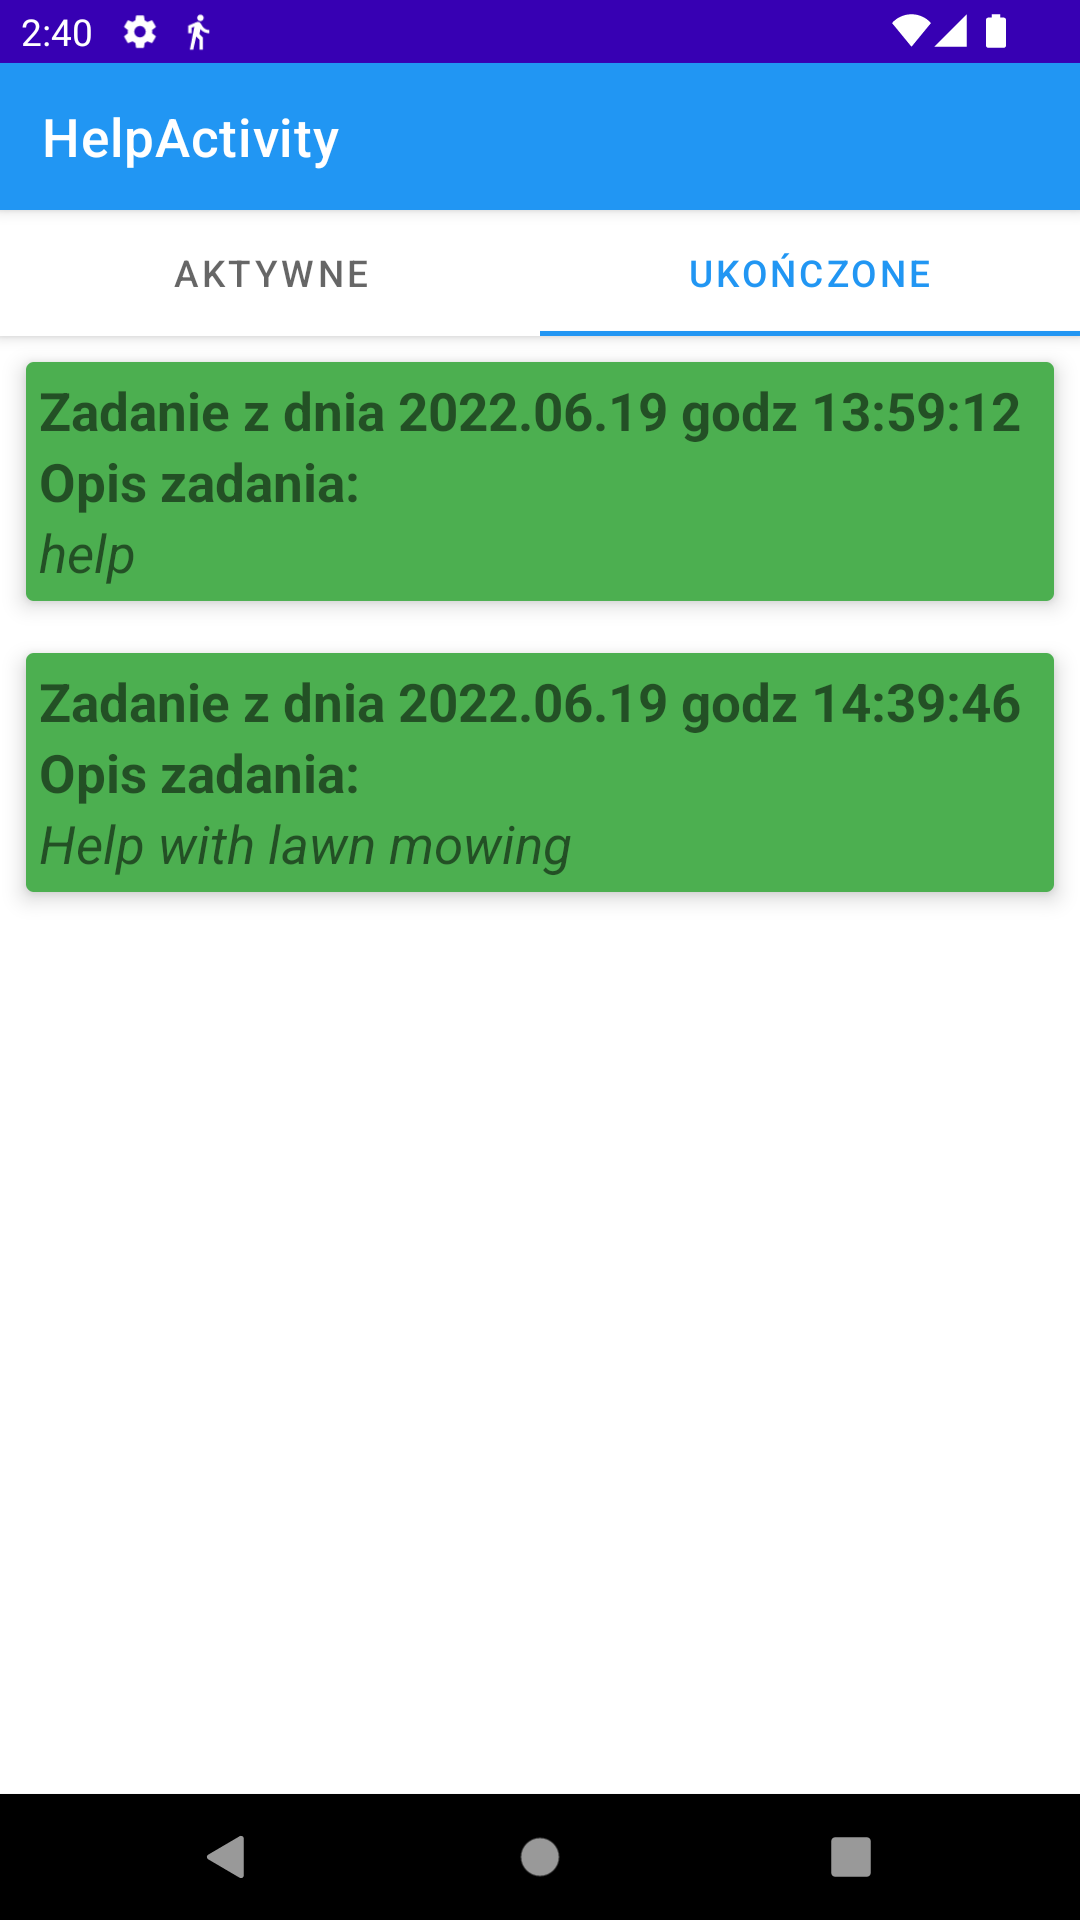 2:40
HelpActivity
AKTYWNE
UKOŃCZONE
Zadanie z dnia 2022.06.19 godz 13:59:12
Opis zadania:
help
Zadanie z dnia 2022.06.19 godz 14:39:46
Opis zadania:
Help with lawn mowing